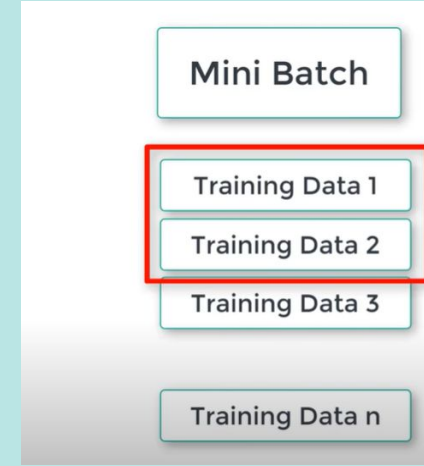 Mini Batch
Training Data 1
Training Data 2
Training Data 3
Training Data n